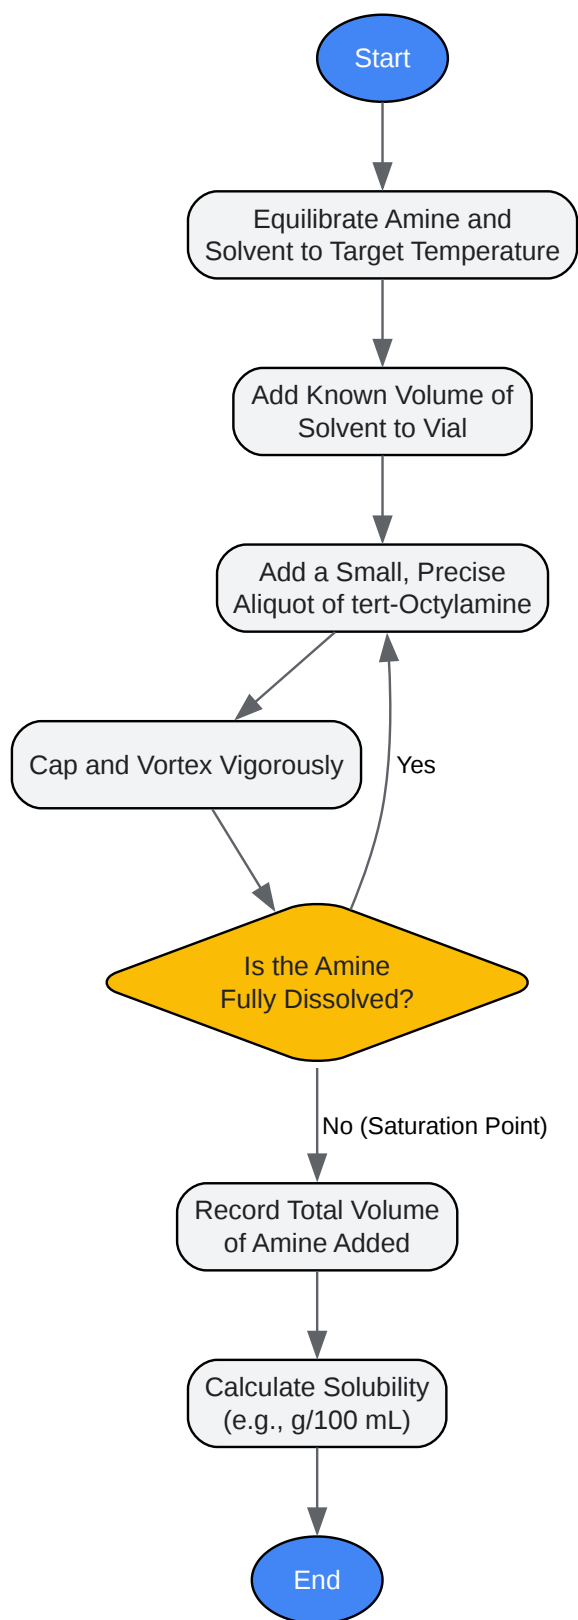 Start
Equilibrate Amine and
Solvent to Target Temperature
Add Known Volume of
Solvent to Vial
Add a Small, Precise
Aliquot of tert-Octylamine
Cap and Vortex Vigorously
Yes
Is the Amine
Fully Dissolved?
No (Saturation Point)
Record Total Volume
of Amine Added
Calculate Solubility
(e.g., g/100 mL)
End